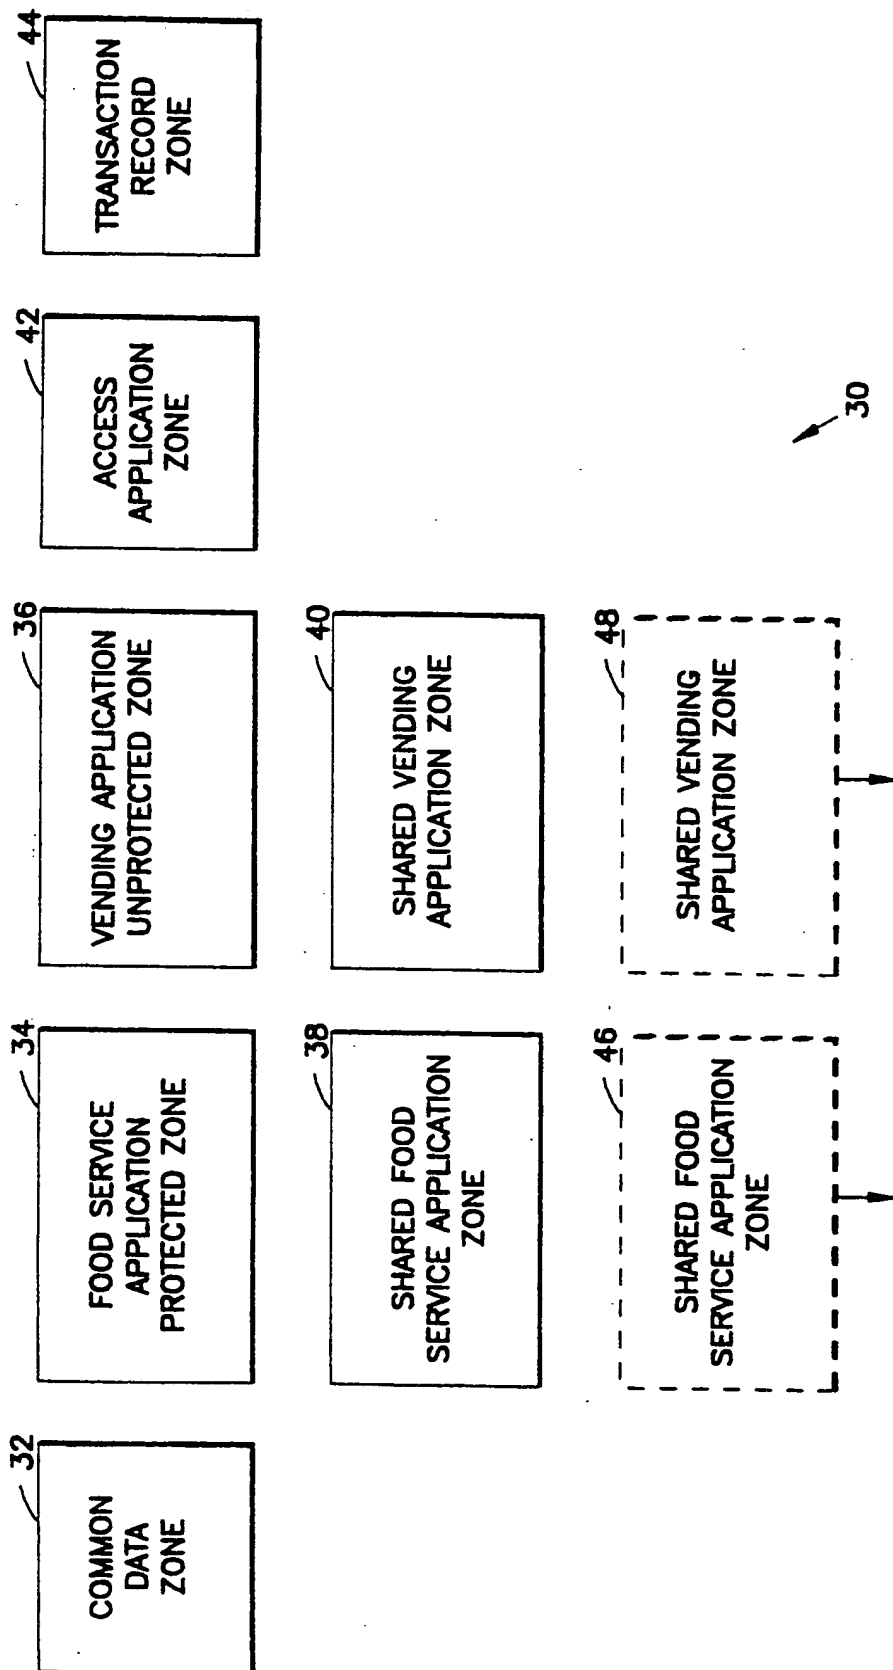 32
COMMON
DATA
ZONE
34
FOOD SERVICE
APPLICATION
PROTECTED ZONE
36
VENDING APPLICATION
UNPROTECTED ZONE
42
ACCESS
APPLICATION
ZONE
44
TRANSACTION
RECORD
ZONE
38
SHARED FOOD
SERVICE APPLICATION
ZONE
40
SHARED VENDING
APPLICATION ZONE
46
SHARED FOOD
SERVICE APPLICATION
ZONE
48
SHARED VENDING
APPLICATION ZONE
30